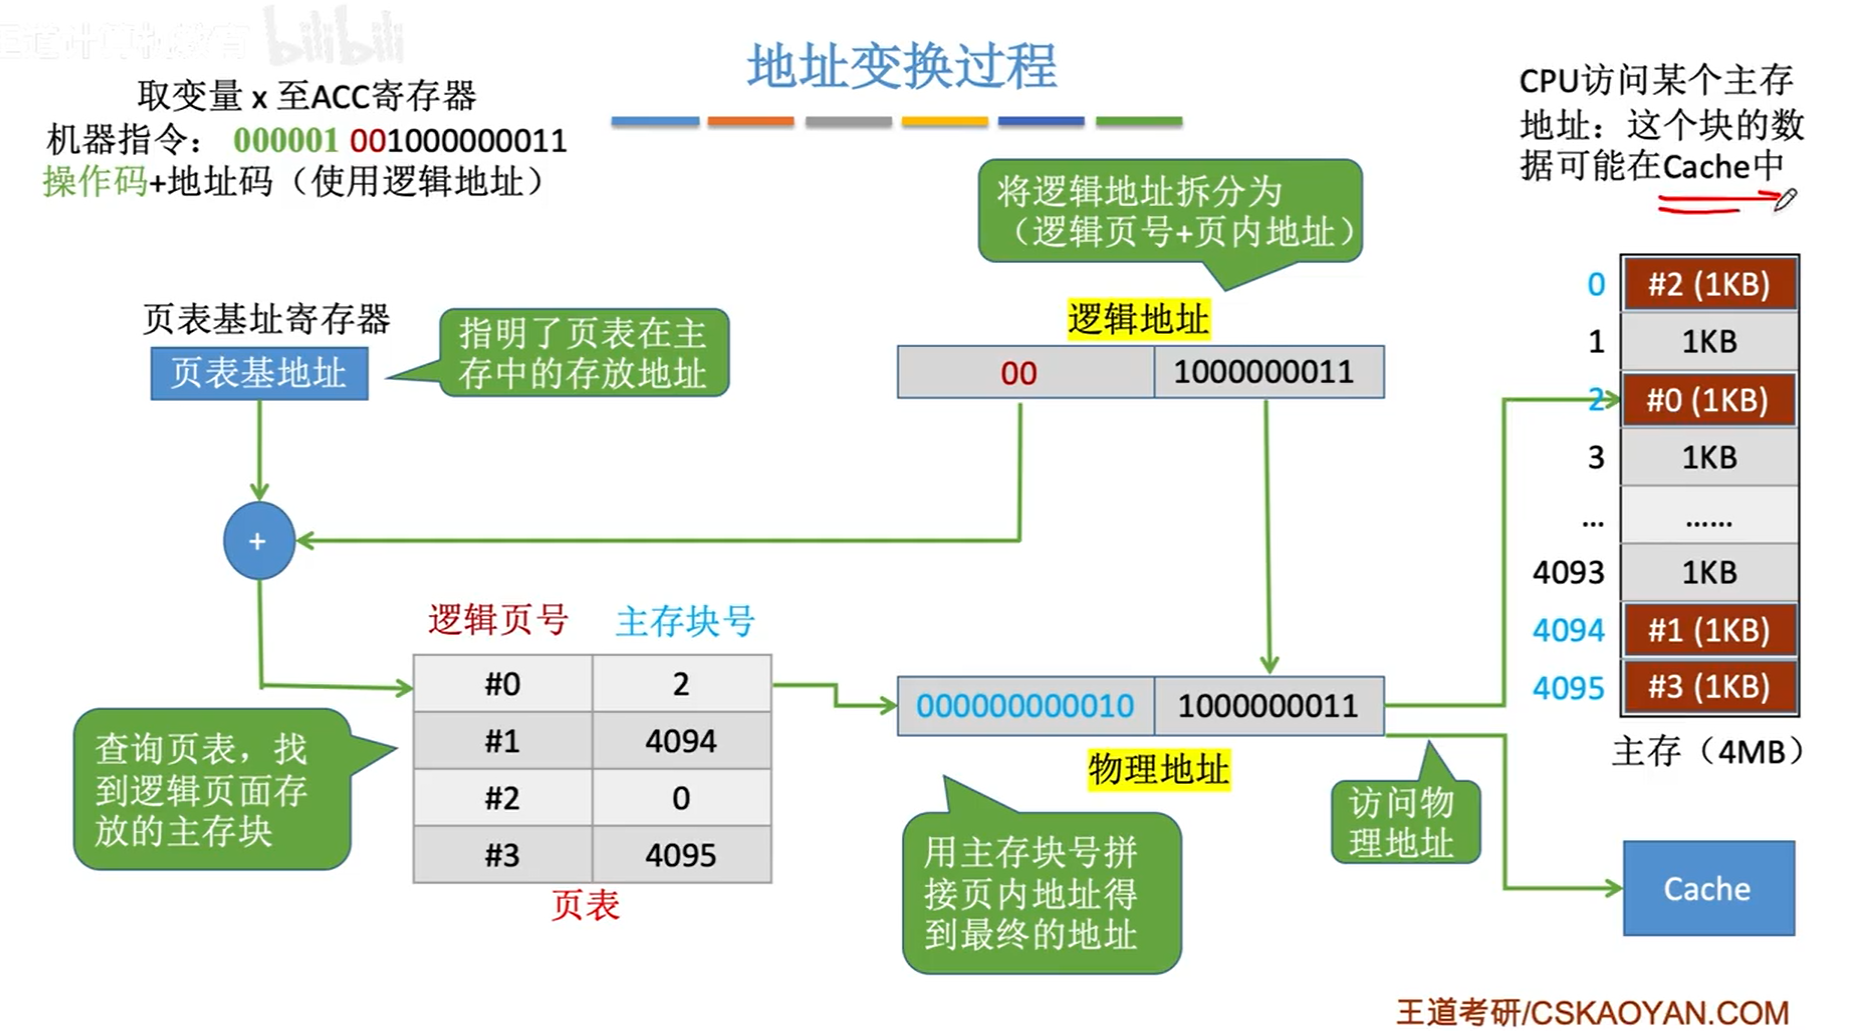 王道计算机教育 bilibili
地址变换过程
取变量 x 至ACC寄存器
机器指令： 000001 001000000011
操作码+地址码（使用逻辑地址）
CPU访问某个主存
地址：这个块的数
据可能在Cache中
将逻辑地址拆分为
（逻辑页号+页内地址）
页表基址寄存器
页表基地址
指明了页表在主
存中的存放地址
逻辑地址
00 1000000011
+
逻辑页号 主存块号
#0 2
#1 4094
#2 0
#3 4095
页表
查询页表，找
到逻辑页面存
放的主存块
000000000010 1000000011
物理地址
用主存块号拼
接页内地址得
到最终的地址
访问物
理地址
0 #2 (1KB)
1 1KB
2 #0 (1KB)
3 1KB
... ......
4093 1KB
4094 #1 (1KB)
4095 #3 (1KB)
主存（4MB）
Cache
王道考研/CSKAOYAN.COM